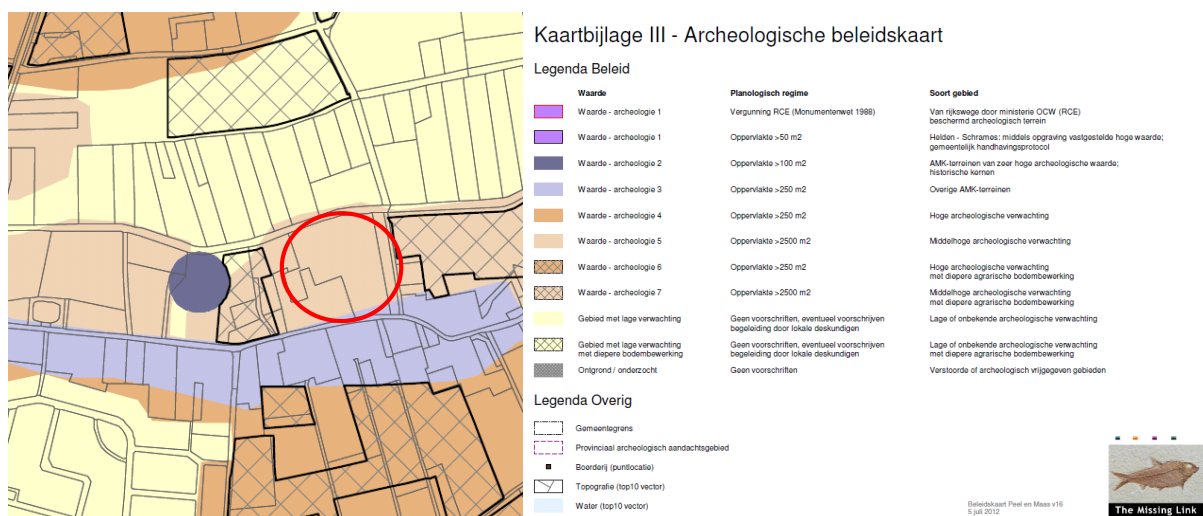 Kaartbijlage III - Archeologische beleidskaart
Legenda Beleid
Waarde Planologisch regime Soort gebied
Waarde - archeologie 1 Vergunning RCE (Monumentenwet 1988) Van rijkswege door ministerie OCW (RCE)
beschermd archeologisch terrein
Waarde - archeologie 1 Oppervlakte >50 m2 Helden - Schrames: middels opgraving vastgestelde hoge waarde;
gemeentelijk handhavingsprotocol
Waarde - archeologie 2 Oppervlakte >100 m2 AMK-terreinen van zeer hoge archeologische waarde;
historische kernen
Waarde - archeologie 3 Oppervlakte >250 m2 Overige AMK-terreinen
Waarde - archeologie 4 Oppervlakte >250 m2 Hoge archeologische verwachting
Waarde - archeologie 5 Oppervlakte >2500 m2 Middelhoge archeologische verwachting
Waarde - archeologie 6 Oppervlakte >250 m2 Hoge archeologische verwachting
met diepere agrarische bodembewerking
Waarde - archeologie 7 Oppervlakte >2500 m2 Middelhoge archeologische verwachting
met diepere agrarische bodembewerking
Gebied met lage verwachting Geen voorschriften, eventueel voorschrijven Lage of onbekende archeologische verwachting
begeleiding door lokale deskundigen
Gebied met lage verwachting Geen voorschriften, eventueel voorschrijven Lage of onbekende archeologische verwachting
met diepere bodembewerking begeleiding door lokale deskundigen met diepere agrarische bodembewerking
Ontgrond / onderzocht Geen voorschriften Verstoorde of archeologisch vrijgegeven gebieden
Legenda Overig
Gemeentegrens
Provinciaal archeologisch aandachtsgebied
Boerderij (puntlocatie)
Topografie (top10 vector)
Water (top10 vector)
Beleidskaart Peel en Maas v16
5 juli 2012
The Missing Link